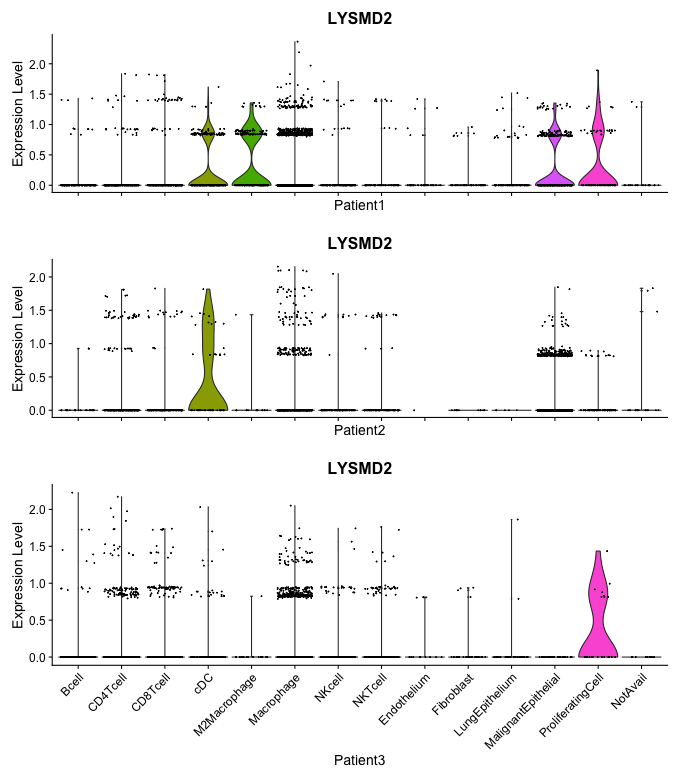 LYSMD2
Expression Level
2.0
1.5
1.0
0.5
0.0
Patient1
LYSMD2
Expression Level
2.0
1.5
1.0
0.5
0.0
Patient2
LYSMD2
Expression Level
2.0
1.5
1.0
0.5
0.0
Bcell
CD4Tcell
CD8Tcell
cDC
M2Macrophage
Macrophage
NKcell
NKTcell
Endothelium
Fibroblast
LungEpithelium
MalignantEpithelial
ProliferatingCell
NotAvail
Patient3